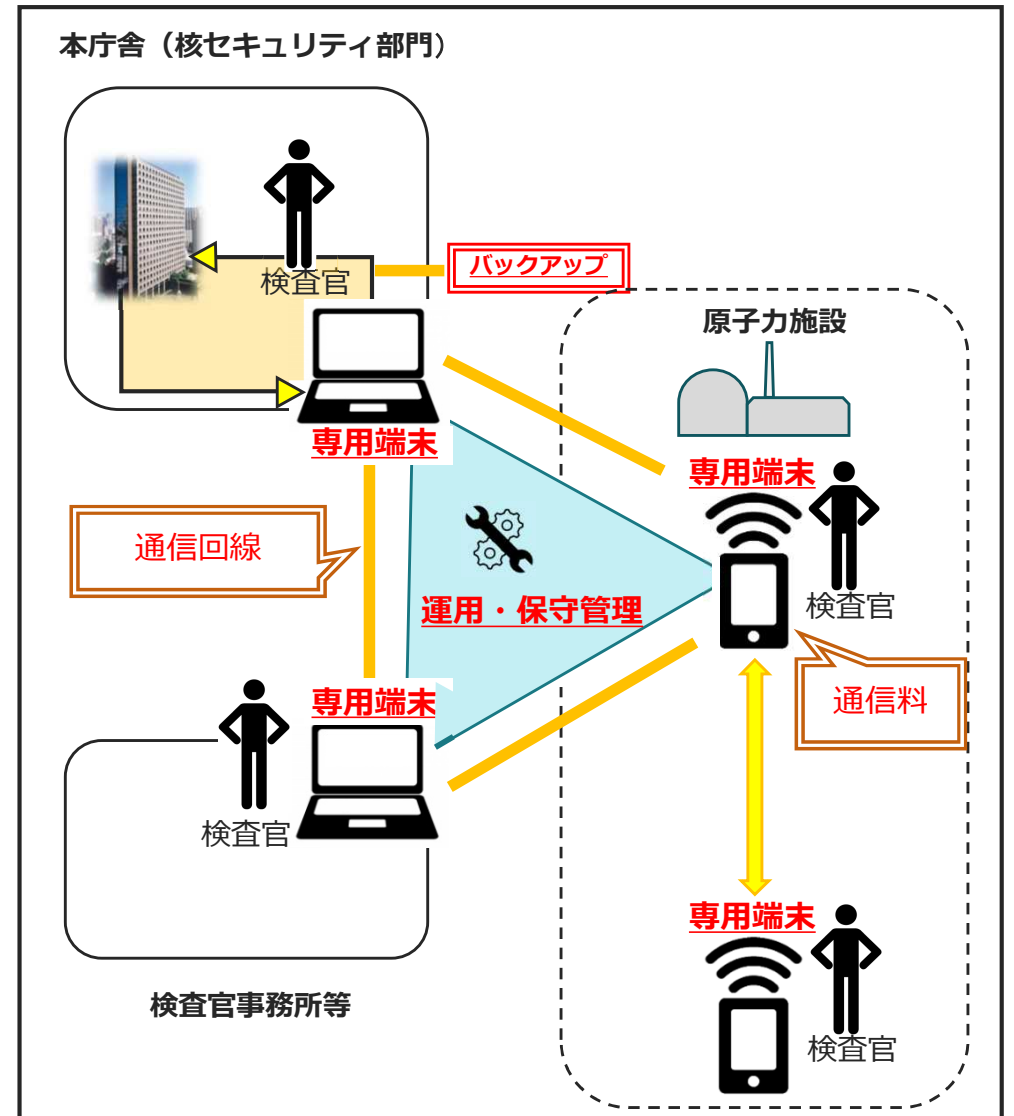 本庁舎（核セキュリティ部門）
検査官
バックアップ
原子力施設
専用端末
専用端末
通信回線
運用・保守管理
検査官
通信料
専用端末
検査官
専用端末
検査官事務所等
検査官